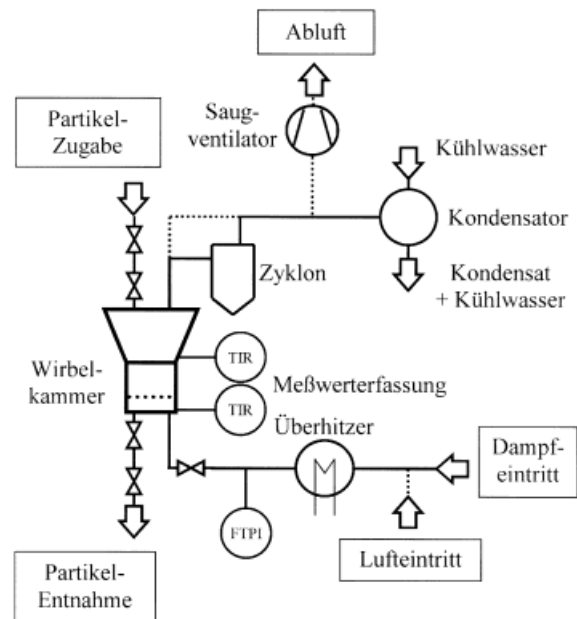 Abluft
Saug-
ventilator
Partikel-
Zugabe
Kühlwasser
Kondensator
Zyklon
Kondensat
+ Kühlwasser
Wirbel-
kammer
TIR
Meßwerterfassung
TIR
Überhitzer
Dampf-
eintritt
FTPI
Lufteintritt
Partikel-
Entnahme